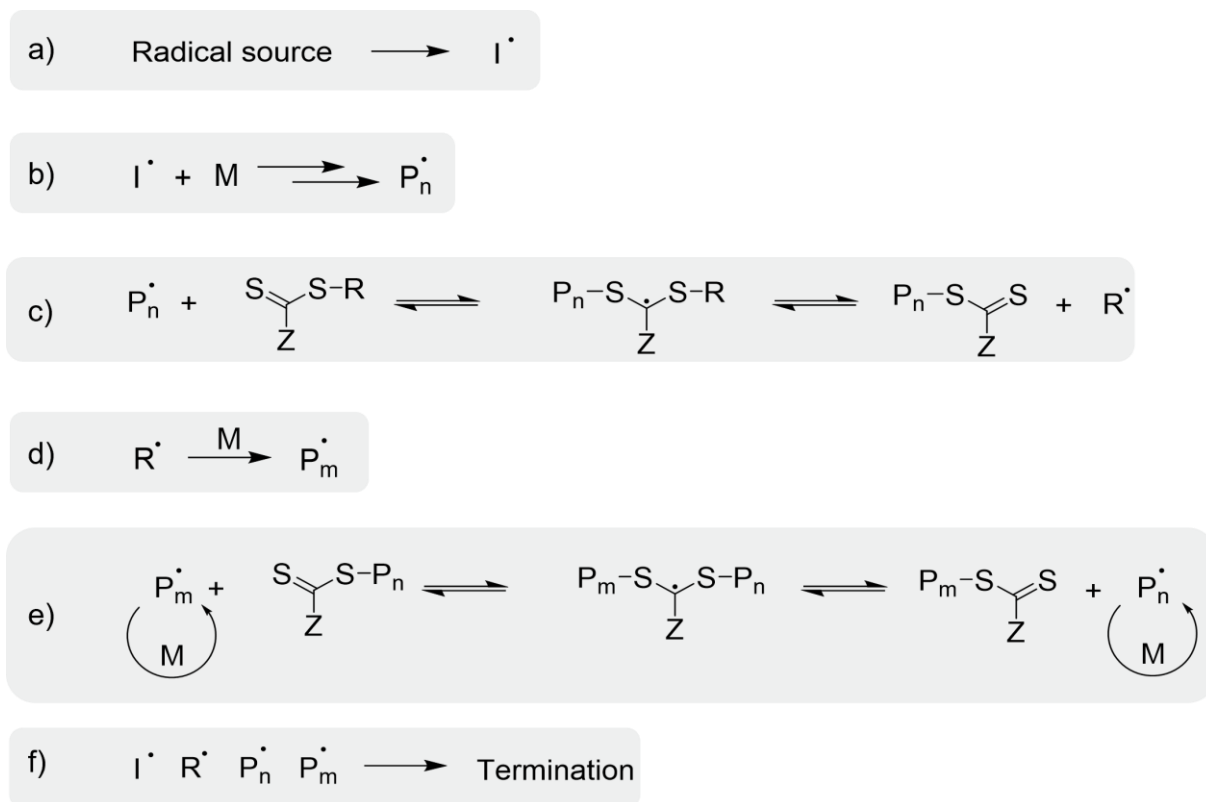 a) Radical source I•
b) I• + M Pn•
c) Pn• + S S–R Z Pn–S • S–R Z Pn–S S Z + R•
d) R• M Pm•
e) Pm• + M S S–Pn Z Pm–S • S–Pn Z Pm–S S Z + Pn• M
f) I• R• Pn• Pm• Termination